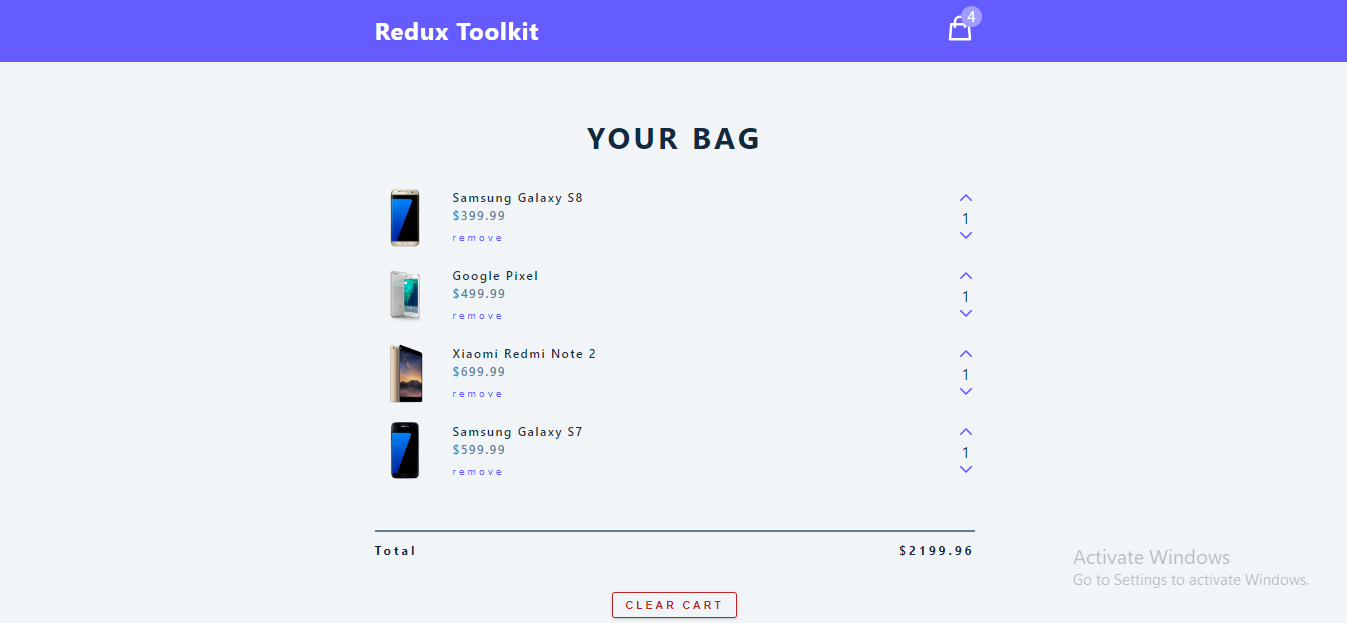 Redux Toolkit
4
YOUR BAG
Samsung Galaxy S8
$399.99
remove
1
Google Pixel
$499.99
remove
1
Xiaomi Redmi Note 2
$699.99
remove
1
Samsung Galaxy S7
$599.99
remove
1
Total $2199.96
CLEAR CART
Activate Windows
Go to Settings to activate Windows.